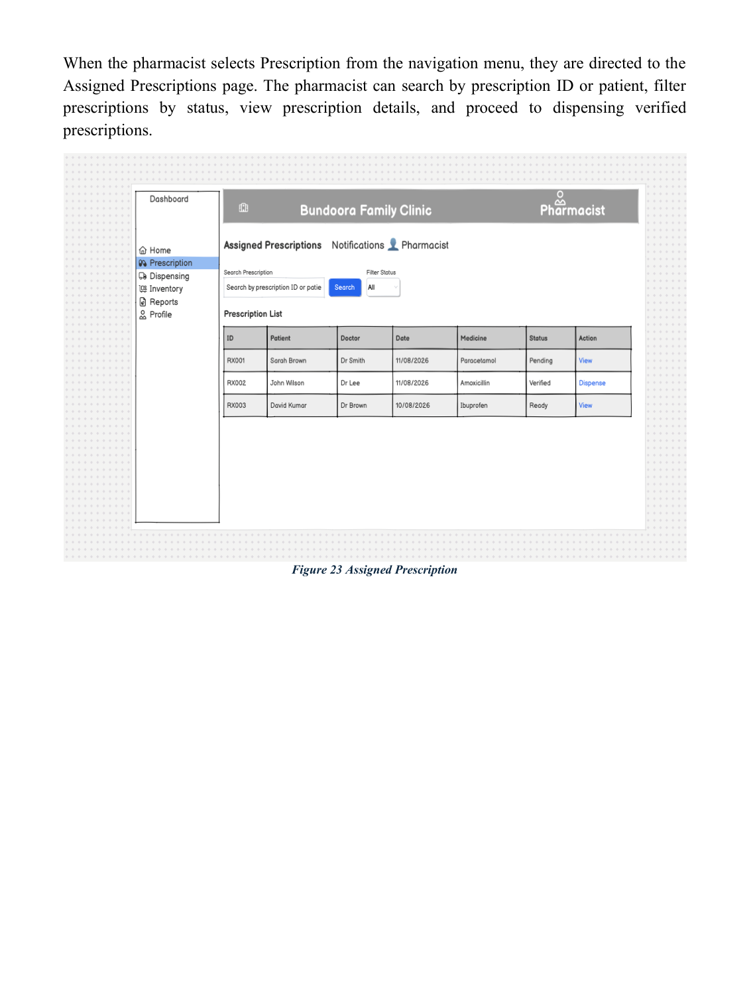 When the pharmacist selects Prescription from the navigation menu, they are directed to the
Assigned Prescriptions page. The pharmacist can search by prescription ID or patient, filter
prescriptions by status, view prescription details, and proceed to dispensing verified
prescriptions.
Dashboard
Bundoora Family Clinic
Pharmacist
Home
Prescription
Dispensing
Inventory
Reports
Profile
Assigned Prescriptions Notifications Pharmacist
Search Prescription Filter Status
Search by prescription ID or patie Search All
Prescription List
ID Patient Doctor Date Medicine Status Action
RX001 Sarah Brown Dr Smith 11/08/2026 Paracetamol Pending View
RX002 John Wilson Dr Lee 11/08/2026 Amoxicillin Verified Dispense
RX003 David Kumar Dr Brown 10/08/2026 Ibuprofen Ready View
Figure 23 Assigned Prescription